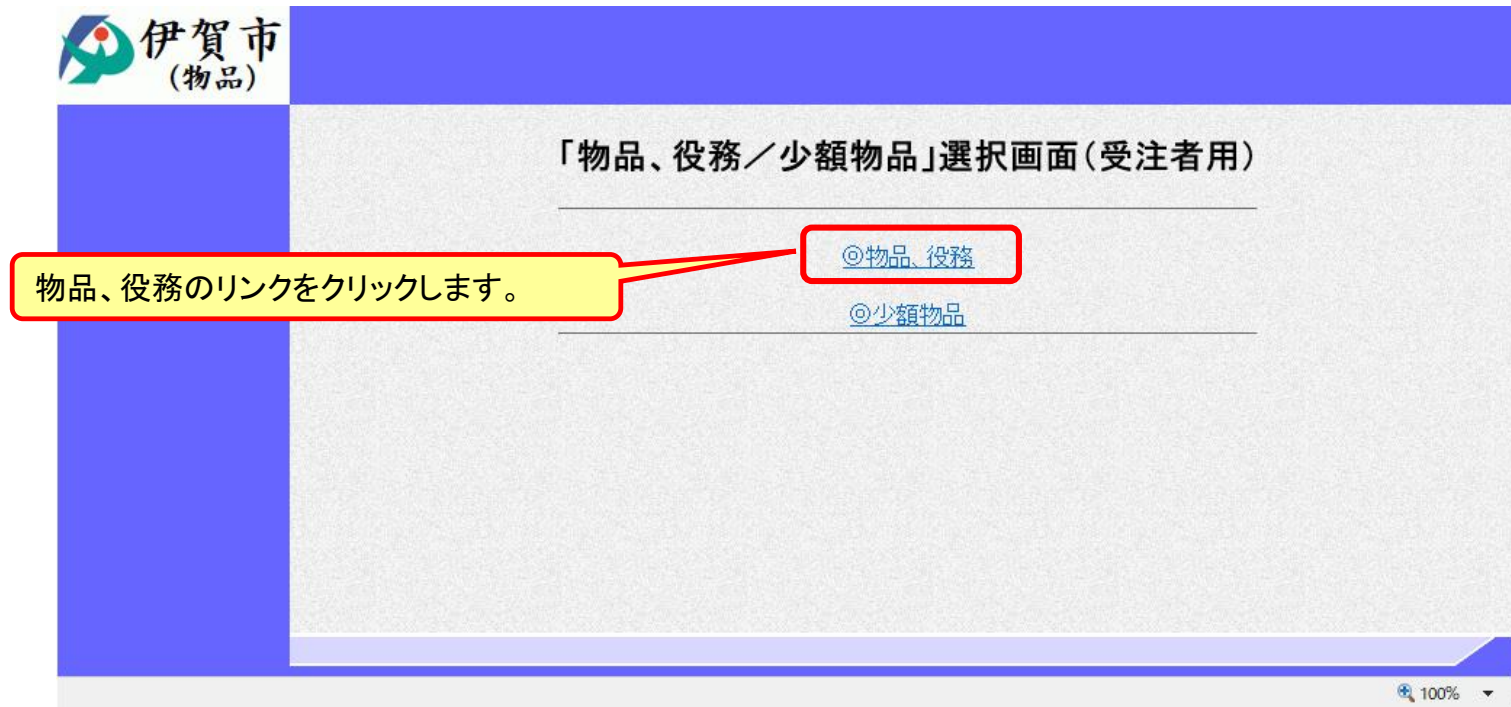 伊賀市
(物品)
「物品、役務／少額物品」選択画面(受注者用)
◎物品、役務
物品、役務のリンクをクリックします。
◎少額物品
100%